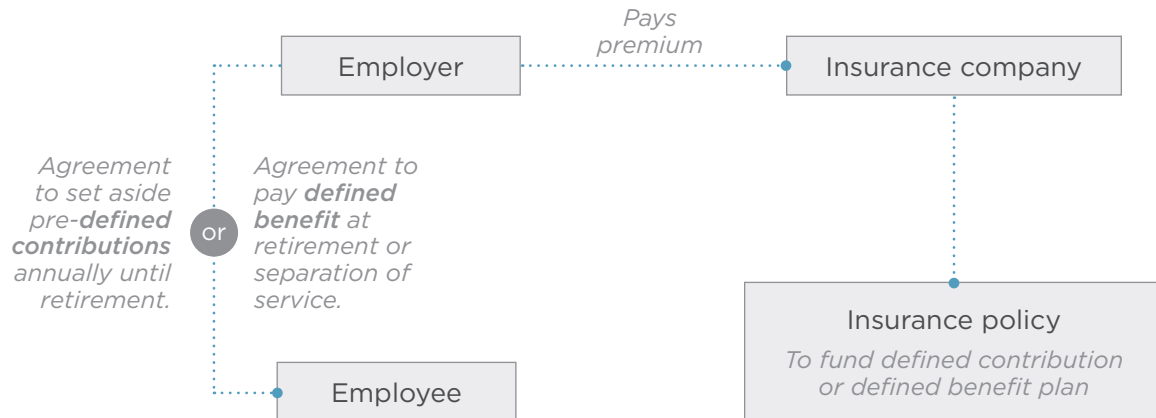 Pays
premium
Employer
Insurance company
Agreement
to set aside
pre-defined
contributions
annually until
retirement.
or
Agreement to
pay defined
benefit at
retirement or
separation of
service.
Insurance policy
To fund defined contribution
or defined benefit plan
Employee